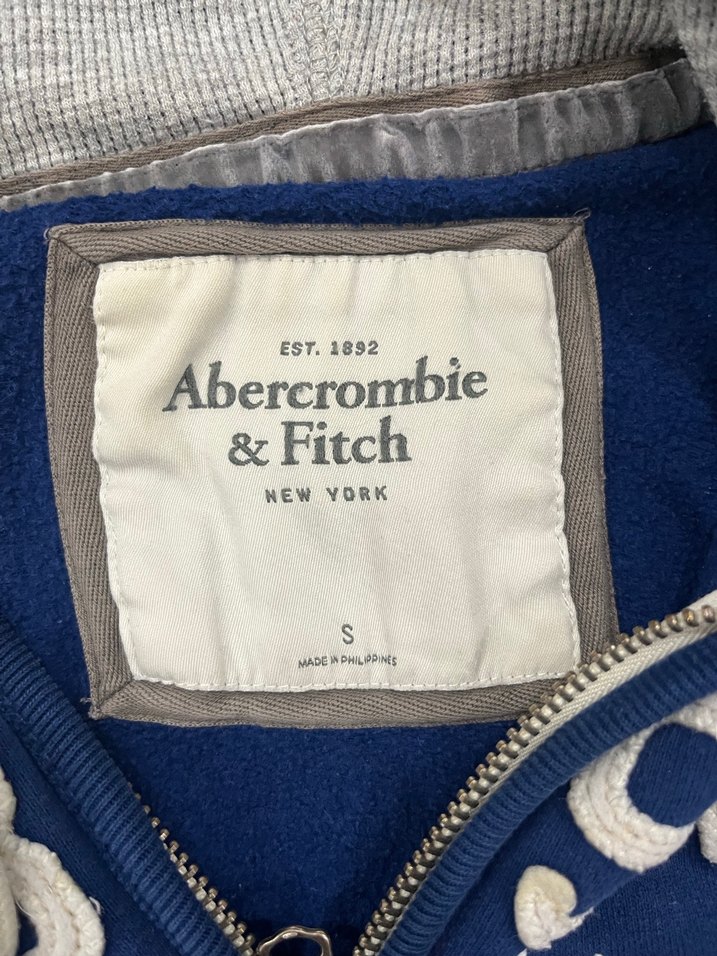 EST. 1892
Abercrombie
& Fitch
NEW YORK
S
MADE IN PHILIPPINES